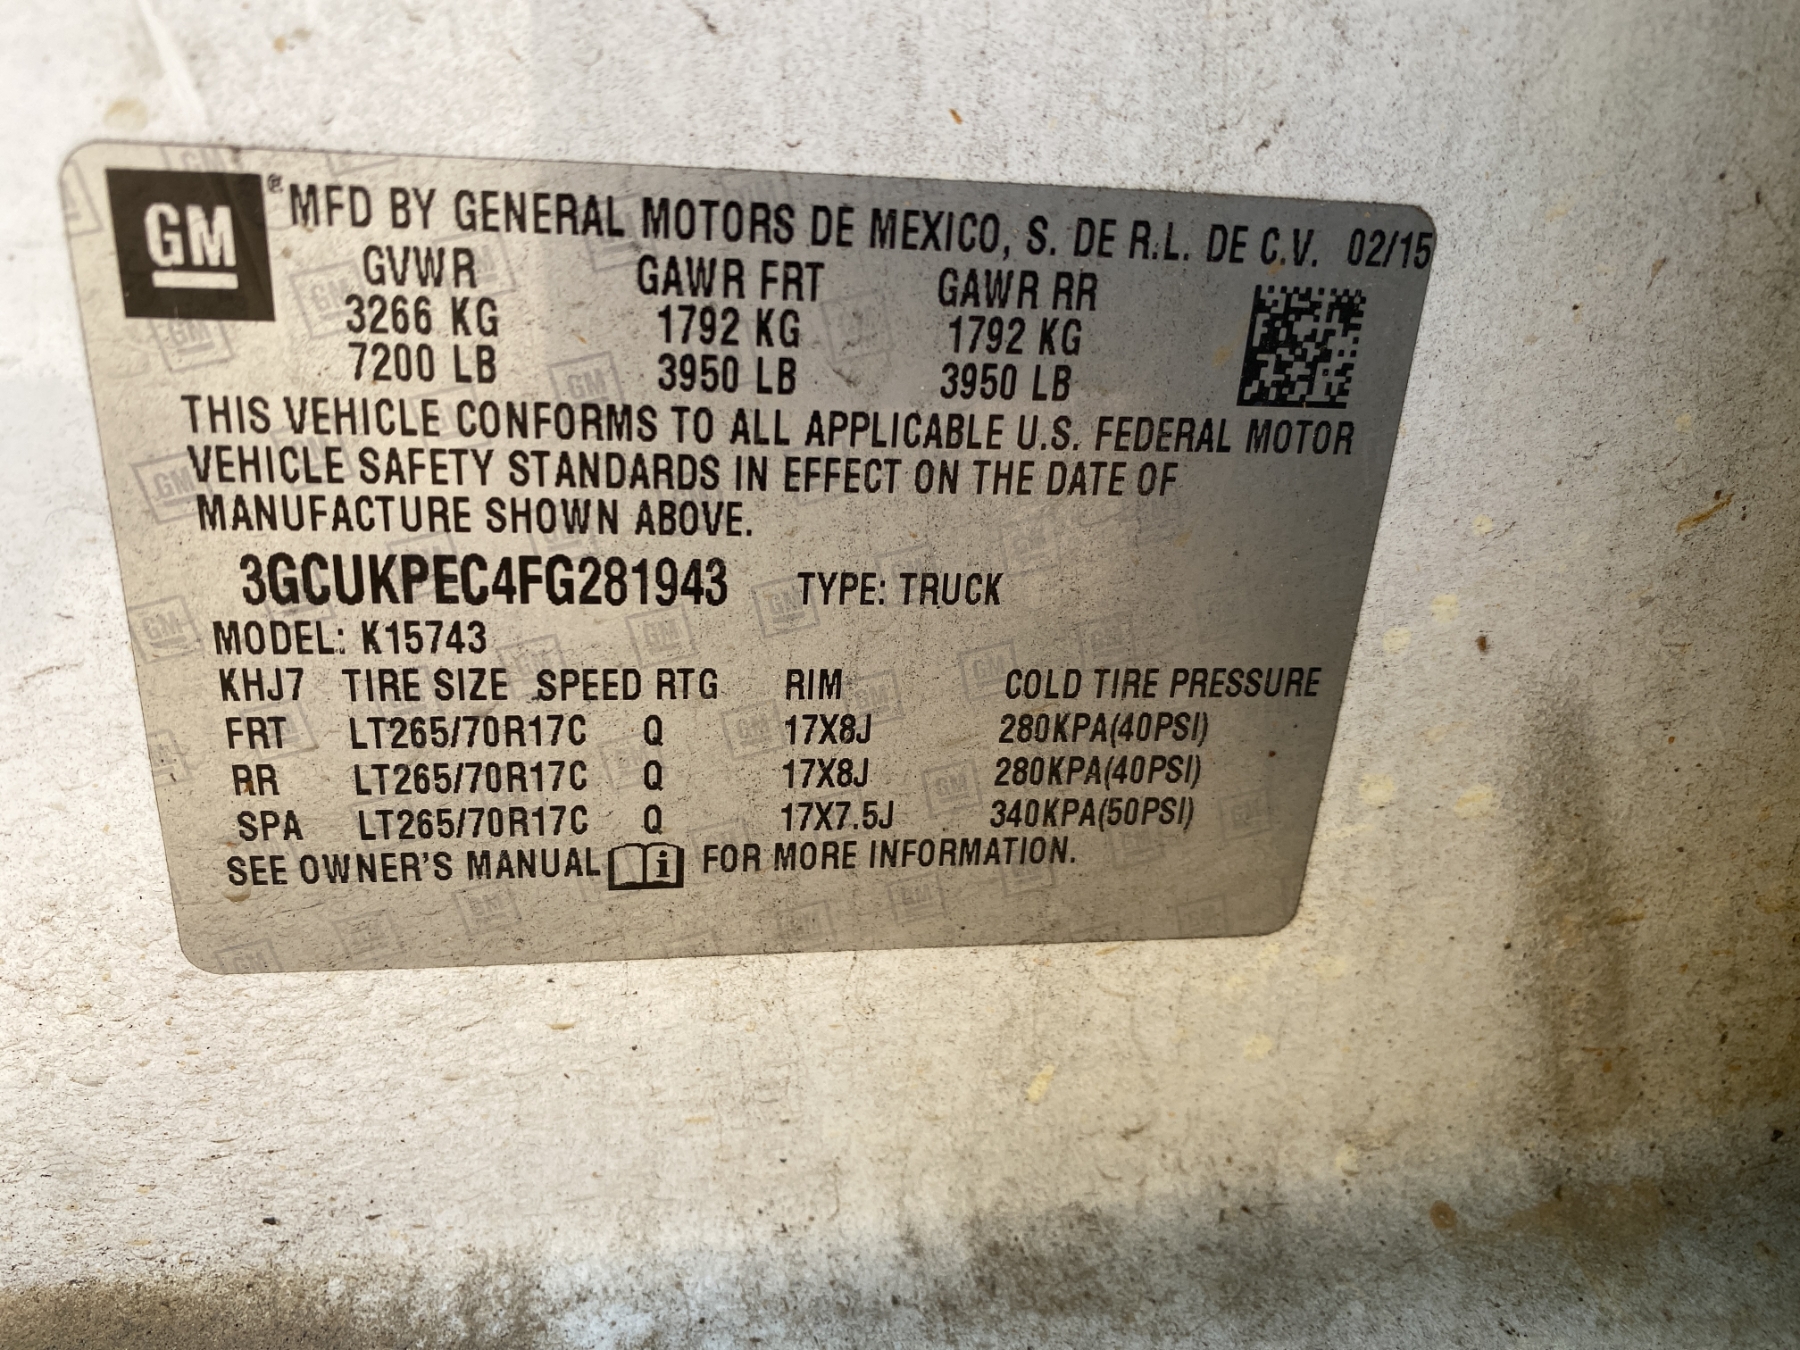 GM ® MFD BY GENERAL MOTORS DE MEXICO, S. DE R.L. DE C.V. 02/15
GVWR GAWR FRT GAWR RR
3266 KG 1792 KG 1792 KG
7200 LB 3950 LB 3950 LB
THIS VEHICLE CONFORMS TO ALL APPLICABLE U.S. FEDERAL MOTOR
VEHICLE SAFETY STANDARDS IN EFFECT ON THE DATE OF
MANUFACTURE SHOWN ABOVE.
3GCUKPEC4FG281943 TYPE: TRUCK
MODEL: K15743
KHJ7 TIRE SIZE SPEED RTG RIM COLD TIRE PRESSURE
FRT LT265/70R17C Q 17X8J 280KPA(40PSI)
RR LT265/70R17C Q 17X8J 280KPA(40PSI)
SPA LT265/70R17C Q 17X7.5J 340KPA(50PSI)
SEE OWNER'S MANUAL i FOR MORE INFORMATION.